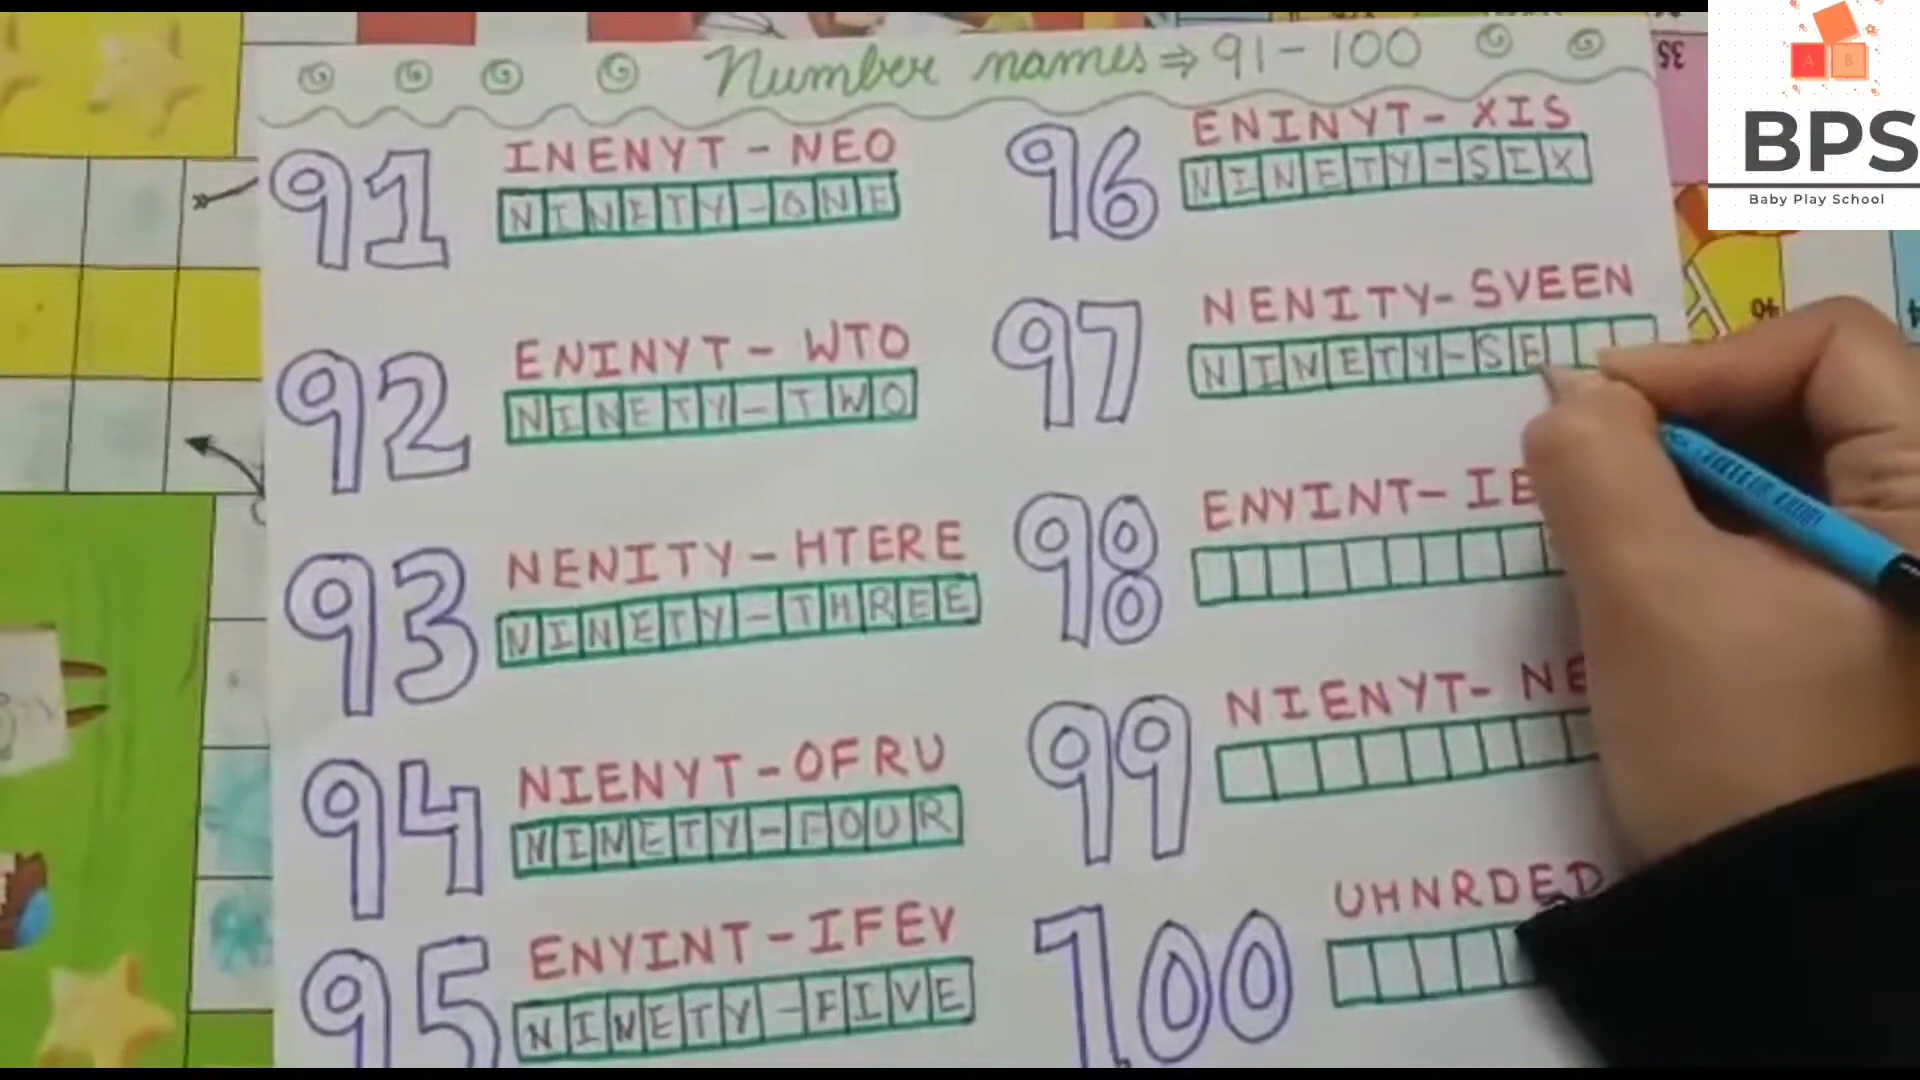 Number names ⇒ 91 - 100
91
INENYT - NEO
NINETY-ONE
92
ENINYT - WTO
NINETY-TWO
93
NENITY - HTERE
NINETY-THREE
94
NIENYT - OFRU
NINETY-FOUR
95
ENYINT - IFEV
NINETY-FIVE
96
ENINYT - XIS
NINETY-SIX
97
NENITY - SVEEN
NINETY-SE
98
ENYINT -
99
NIENYT -
100
UHNRDED
35
40
A B
BPS
Baby Play School